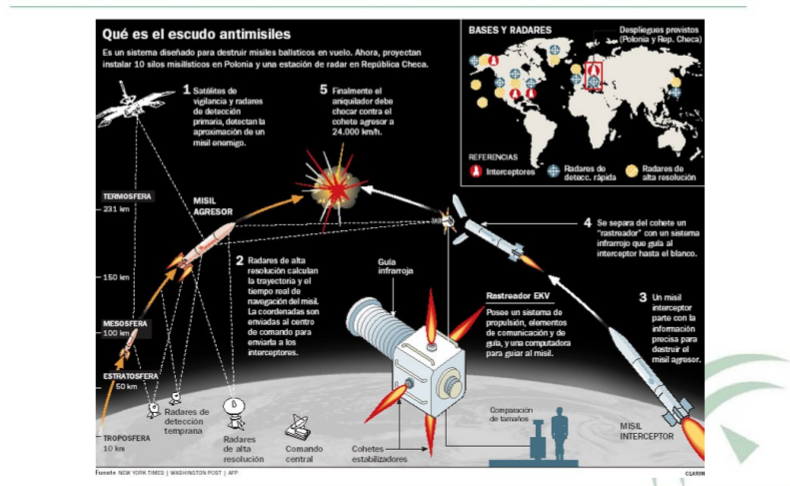 Qué es el escudo antimisiles
Es un sistema diseñado para destruir misiles balísticos en vuelo. Ahora, proyectan
instalar 10 silos misilísticos en Polonia y una estación de radar en República Checa.
1 Satélites de
vigilancia y radares
de detección
primaria, detectan la
aproximación de un
misil enemigo.
5 Finalmente el
aniquilador debe
chocar contra el
cohete agresor a
24.000 km/h.
BASES Y RADARES
Despliegues previstos
(Polonia y Rep. Checa)
REFERENCIAS
Interceptores
Radares de
detecc. rápida
Radares de
alta resolución
TERMOSFERA
231 km
MISIL
AGRESOR
4 Se separa del cohete un
"rastreador" con un sistema
infrarrojo que guía al
interceptor hasta el blanco.
150 km
2 Radares de alta
resolución calculan
la trayectoria y el
tiempo real de
navegación del misil.
La coordenadas son
enviadas al centro
de comando para
enviarla a los
interceptores.
Guía
infrarroja
Rastreador EKV
Posee un sistema de
propulsión, elementos
de comunicación y de
guía, y una computadora
para guiar al misil.
3 Un misil
interceptor
parte con la
información
precisa para
destruir el
misil agresor.
MESOSFERA
100 km
ESTRATOSFERA
50 km
Radares de
detección
temprana
TROPOSFERA
10 km
Radares
de alta
resolución
Comando
central
Cohetes
estabilizadores
Comparación
de tamaños
MISIL
INTERCEPTOR
Fuente NEW YORK TIMES | WASHINGTON POST | AFP
CLARIN